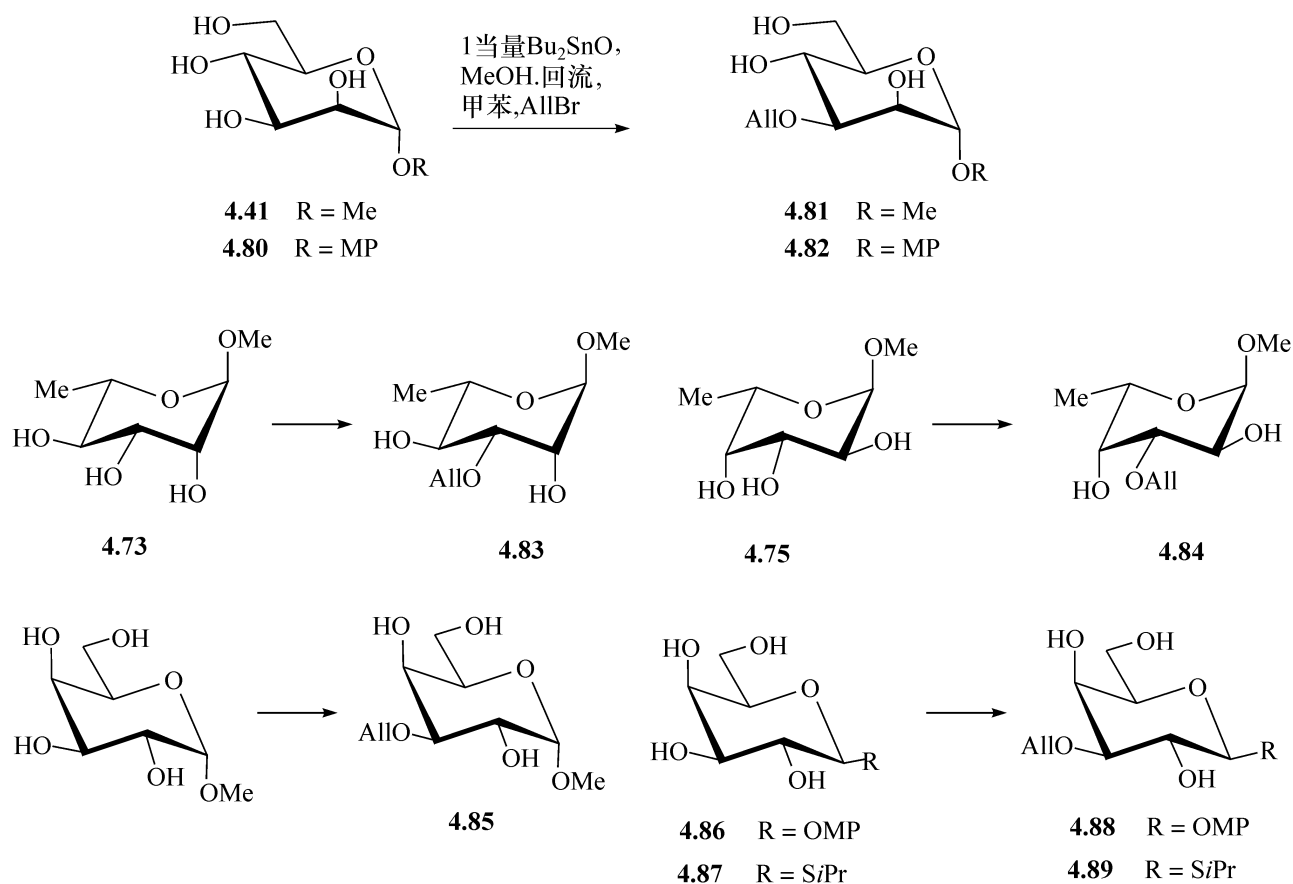 HO
HO
HO
OH
O
OR
1当量Bu₂SnO，
MeOH.回流，
甲苯,AllBr
HO
HO
AllO
OH
O
OR
4.41 R = Me
4.80 R = MP
4.81 R = Me
4.82 R = MP
OMe
Me
O
HO
HO
HO
4.73
OMe
Me
O
HO
AllO
HO
4.83
OMe
Me
O
OH
HO
HO
4.75
OMe
Me
O
OH
HO
OAll
4.84
HO
OH
O
HO
OH
OMe
HO
OH
O
AllO
OH
OMe
4.85
HO
OH
O
HO
OH
R
4.86 R = OMP
4.87 R = SiPr
HO
OH
O
AllO
OH
R
4.88 R = OMP
4.89 R = SiPr